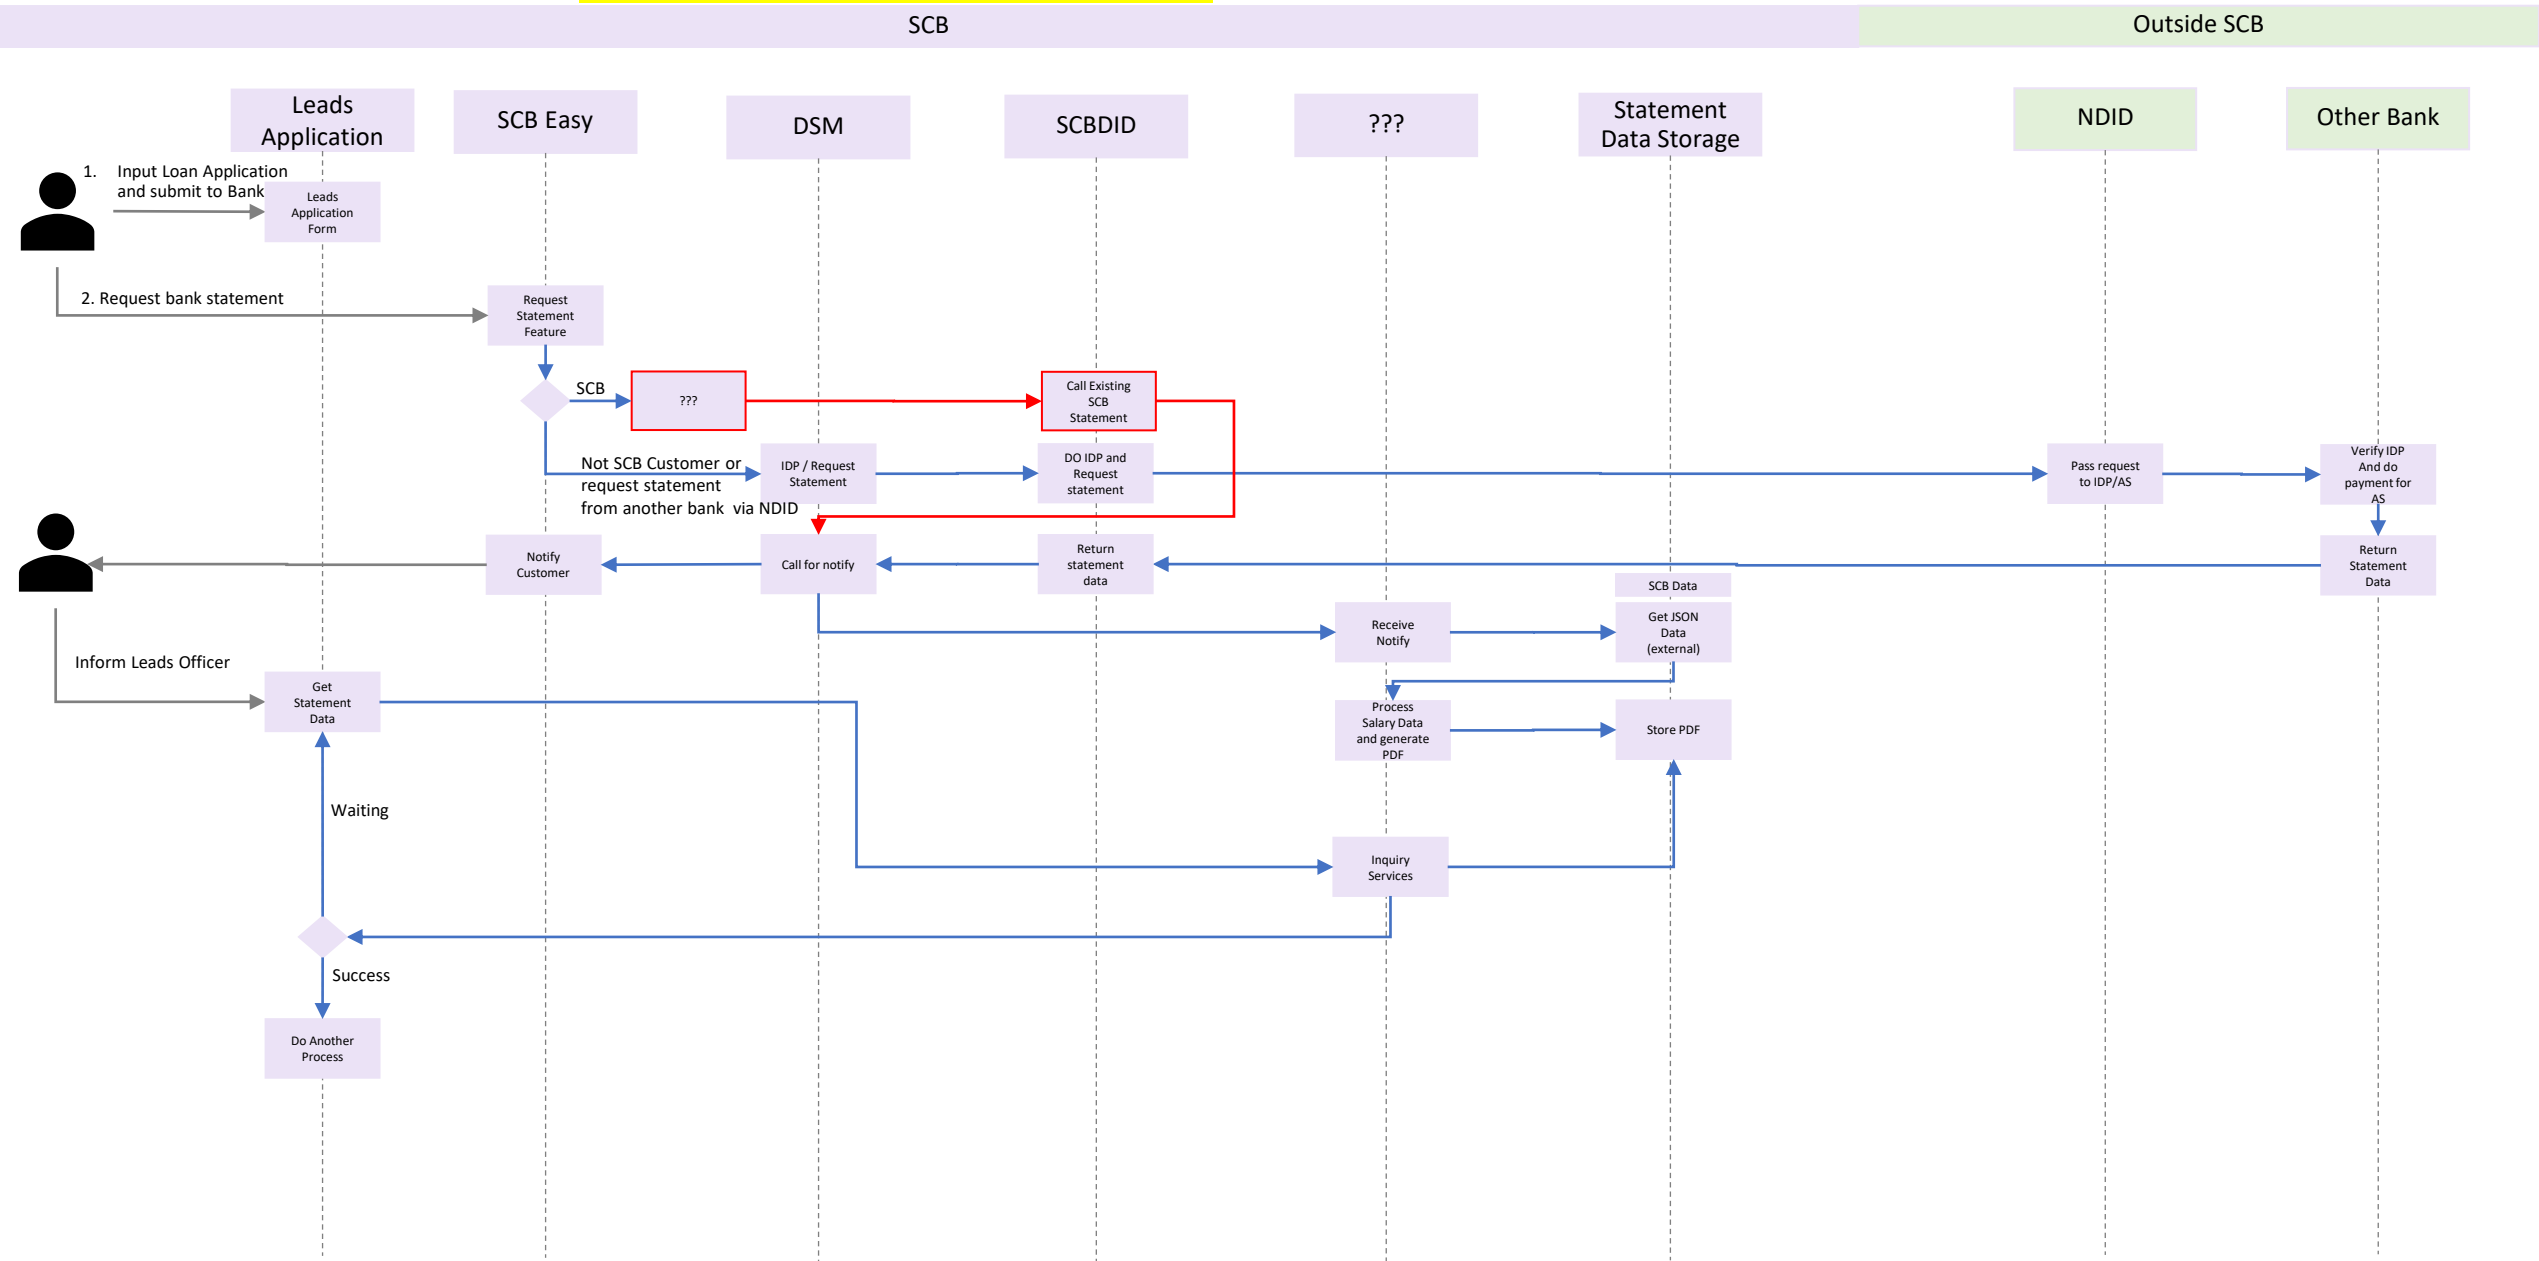 SCB
Outside SCB
Leads
Application
SCB Easy
DSM
SCBDID
???
Statement
Data Storage
NDID
Other Bank
1. Input Loan Application
and submit to Bank
Leads
Application
Form
2. Request bank statement
Request
Statement
Feature
SCB
???
Call Existing
SCB
Statement
Not SCB Customer or
request statement
from another bank via NDID
IDP / Request
Statement
DO IDP and
Request
statement
Pass request
to IDP/AS
Verify IDP
And do
payment for
AS
Notify
Customer
Call for notify
Return
statement
data
Return
Statement
Data
SCB Data
Receive
Notify
Get JSON
Data
(external)
Inform Leads Officer
Get
Statement
Data
Process
Salary Data
and generate
PDF
Store PDF
Waiting
Inquiry
Services
Success
Do Another
Process